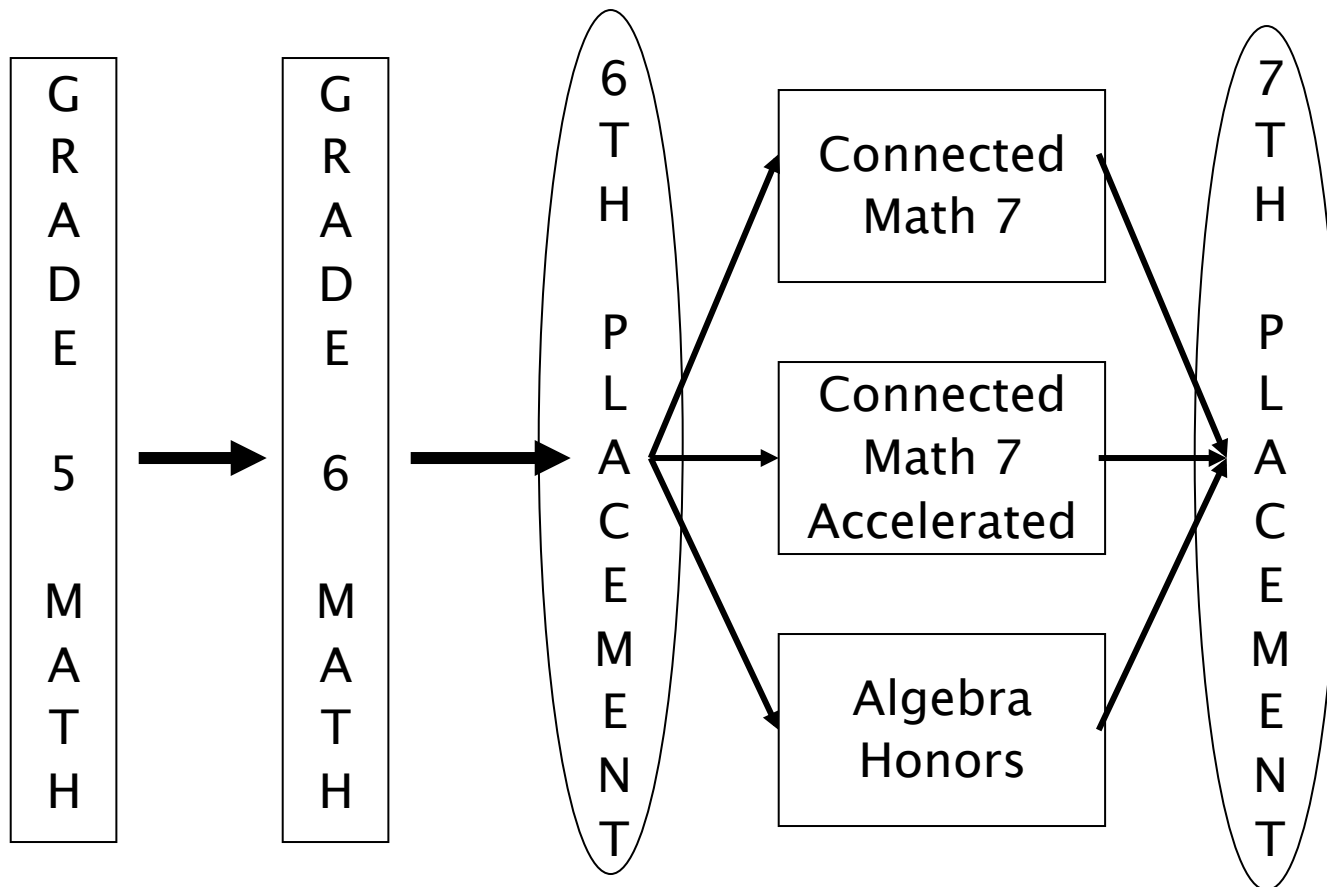 GRADE 5 MATH
GRADE 6 MATH
6TH PLACEMENT
Connected
Math 7
Connected
Math 7
Accelerated
Algebra
Honors
7TH PLACEMENT